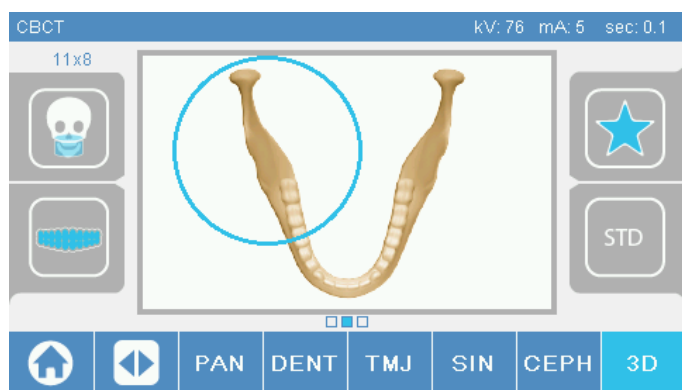 CBCT kV: 76 mA: 5 sec: 0.1
11x8
STD
PAN DENT TMJ SIN CEPH 3D